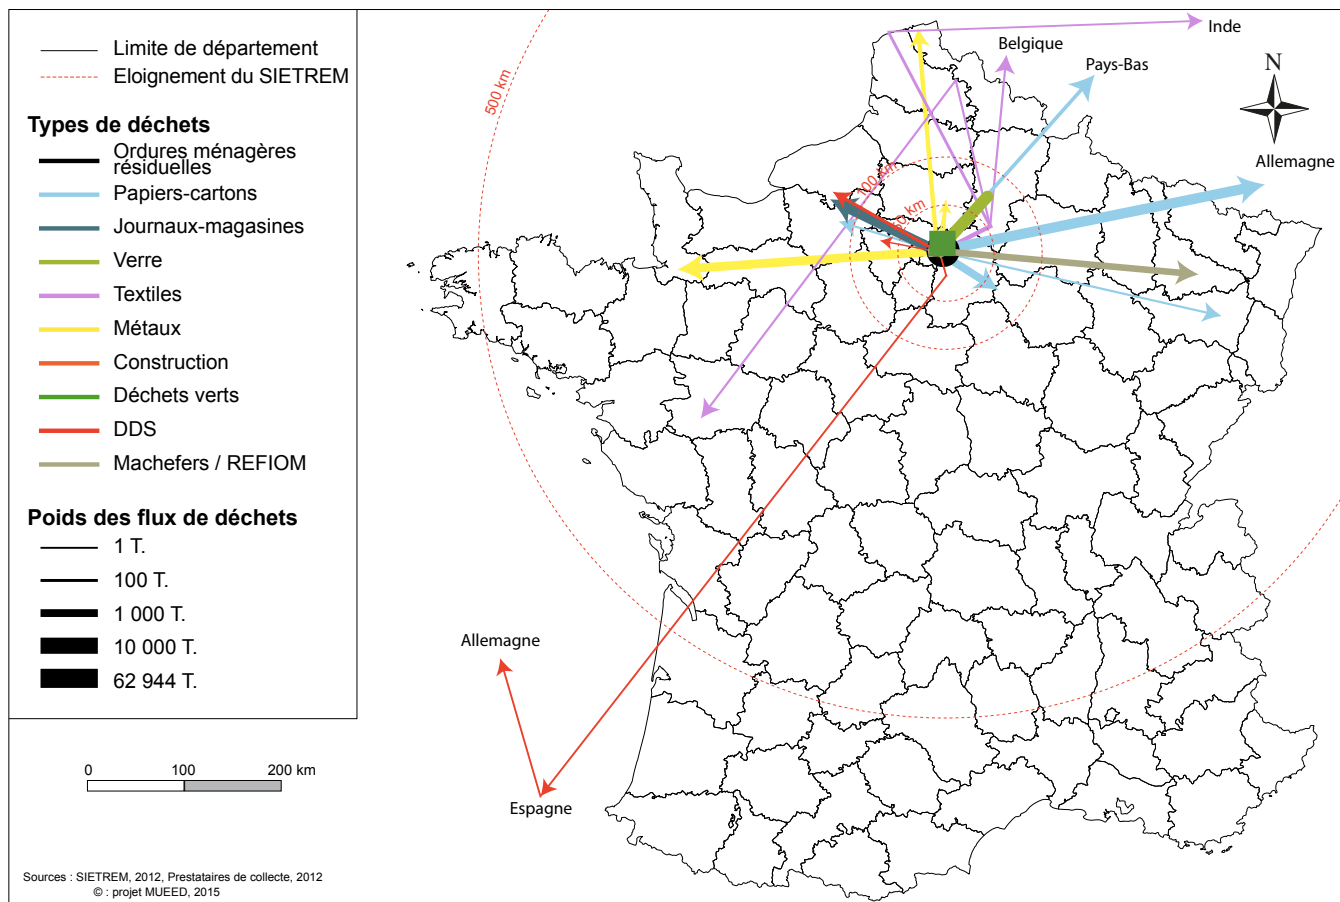 Limite de département
Eloignement du SIETREM
Types de déchets
Ordures ménagères
résiduelles
Papiers-cartons
Journaux-magasines
Verre
Textiles
Métaux
Construction
Déchets verts
DDS
Machefers / REFIOM
Poids des flux de déchets
1 T.
100 T.
1 000 T.
10 000 T.
62 944 T.
0 100 200 km
Sources : SIETREM, 2012, Prestataires de collecte, 2012
© : projet MUEED, 2015
500 km
100 km
50 km
Inde
Belgique
Pays-Bas
N
Allemagne
Allemagne
Espagne